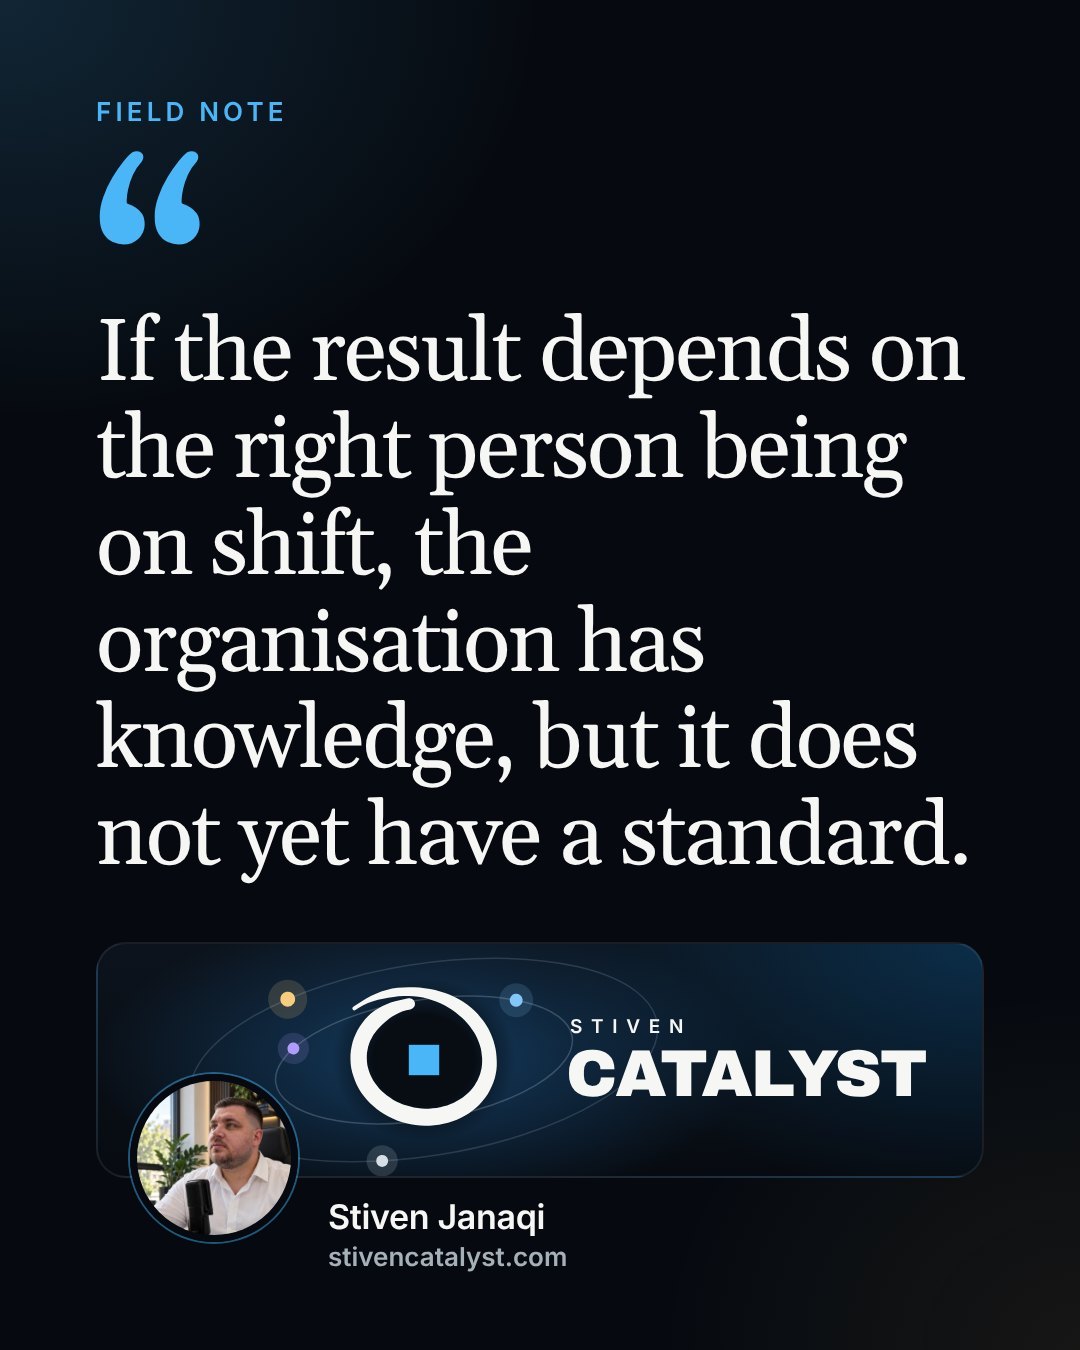 FIELD NOTE
“
If the result depends on
the right person being
on shift, the
organisation has
knowledge, but it does
not yet have a standard.
STIVEN
CATALYST
Stiven Janaqi
stivencatalyst.com